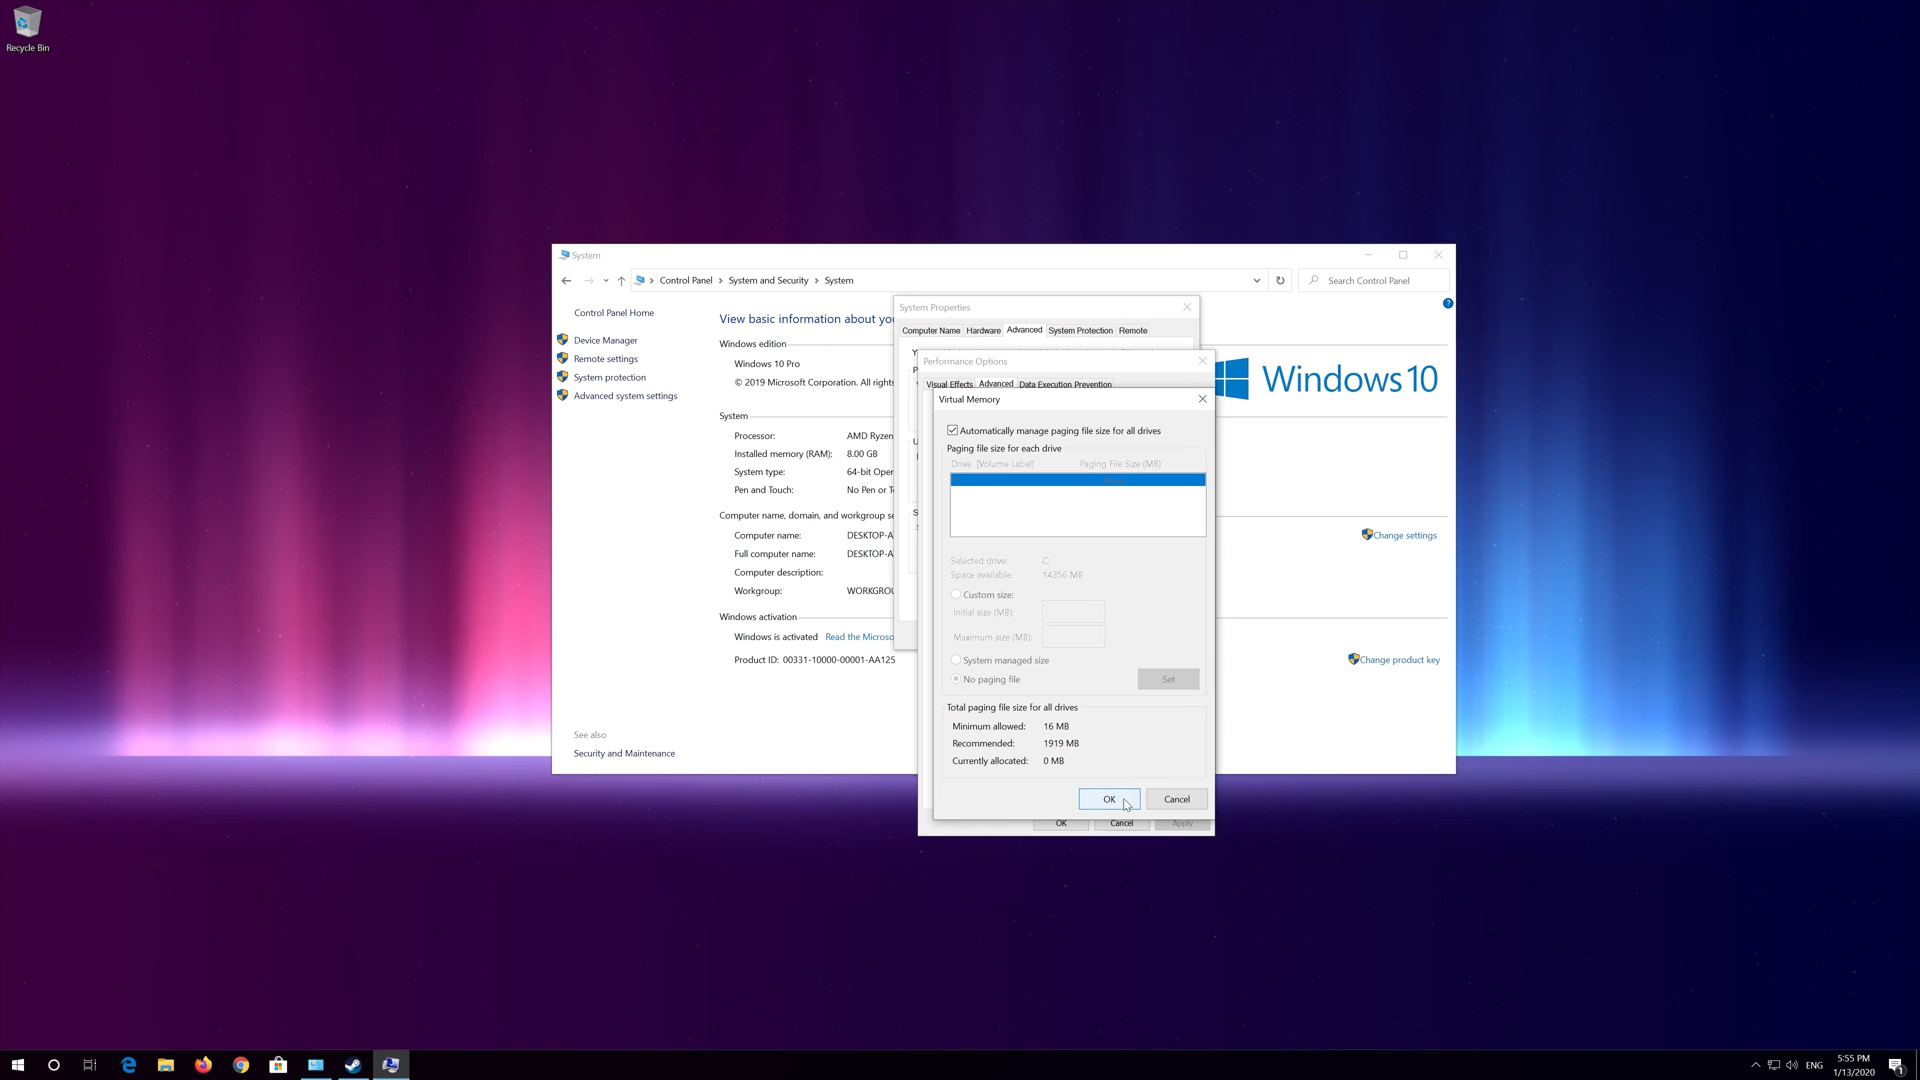 Recycle Bin
System
Control Panel
System and Security
System
Search Control Panel
Control Panel Home
Device Manager
Remote settings
System protection
Advanced system settings
See also
Security and Maintenance
View basic information about yo
Windows edition
Windows 10 Pro
© 2019 Microsoft Corporation. All rights
System
Processor: AMD Ryzen
Installed memory (RAM): 8.00 GB
System type: 64-bit Oper
Pen and Touch: No Pen or T
Computer name, domain, and workgroup se
Computer name: DESKTOP-A
Full computer name: DESKTOP-A
Computer description:
Workgroup: WORKGROU
Windows activation
Windows is activated Read the Microso
Product ID: 00331-10000-00001-AA125
Windows 10
Change settings
Change product key
System Properties
Computer Name Hardware Advanced System Protection Remote
Performance Options
Visual Effects Advanced Data Execution Prevention
Virtual Memory
Automatically manage paging file size for all drives
Paging file size for each drive
Drive [Volume Label] Paging File Size (MB)
Selected drive: C:
Space available: 14356 MB
Custom size:
Initial size (MB):
Maximum size (MB):
System managed size
No paging file
Set
Total paging file size for all drives
Minimum allowed: 16 MB
Recommended: 1919 MB
Currently allocated: 0 MB
OK Cancel
OK Cancel Apply
ENG
5:55 PM
1/13/2020
1